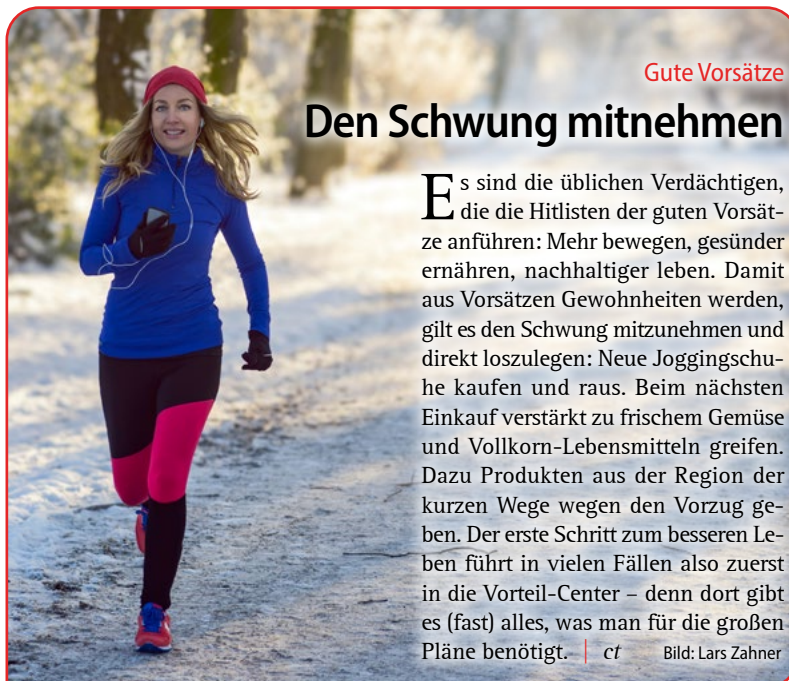 Gute Vorsätze
Den Schwung mitnehmen
Es sind die üblichen Verdächtigen,
die die Hitlisten der guten Vorsät-
ze anführen: Mehr bewegen, gesünder
ernähren, nachhaltiger leben. Damit
aus Vorsätzen Gewohnheiten werden,
gilt es den Schwung mitzunehmen und
direkt loszulegen: Neue Joggingschu-
he kaufen und raus. Beim nächsten
Einkauf verstärkt zu frischem Gemüse
und Vollkorn-Lebensmitteln greifen.
Dazu Produkten aus der Region der
kurzen Wege wegen den Vorzug ge-
ben. Der erste Schritt zum besseren Le-
ben führt in vielen Fällen also zuerst
in die Vorteil-Center – denn dort gibt
es (fast) alles, was man für die großen
Pläne benötigt. | ct Bild: Lars Zahner